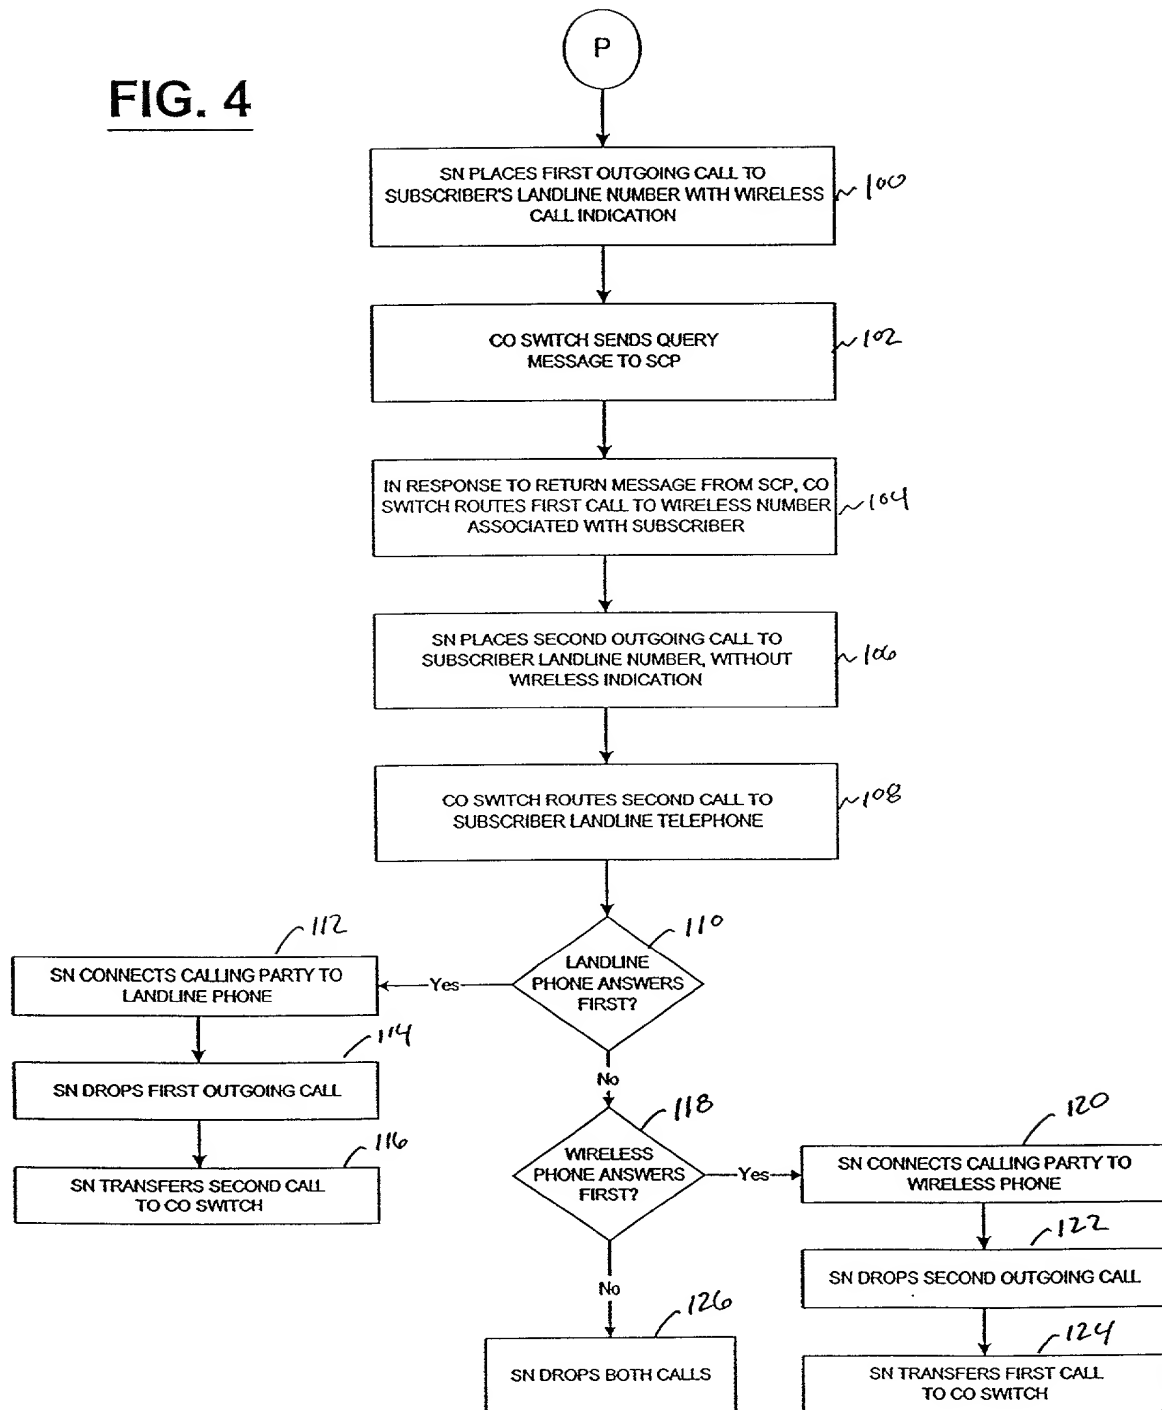 P
FIG. 4
SN PLACES FIRST OUTGOING CALL TO
SUBSCRIBER'S LANDLINE NUMBER WITH WIRELESS
CALL INDICATION
100
CO SWITCH SENDS QUERY
MESSAGE TO SCP
102
IN RESPONSE TO RETURN MESSAGE FROM SCP, CO
SWITCH ROUTES FIRST CALL TO WIRELESS NUMBER
ASSOCIATED WITH SUBSCRIBER
104
SN PLACES SECOND OUTGOING CALL TO
SUBSCRIBER LANDLINE NUMBER, WITHOUT
WIRELESS INDICATION
106
CO SWITCH ROUTES SECOND CALL TO
SUBSCRIBER LANDLINE TELEPHONE
108
110
LANDLINE
PHONE ANSWERS
FIRST?
Yes
112
SN CONNECTS CALLING PARTY TO
LANDLINE PHONE
114
SN DROPS FIRST OUTGOING CALL
116
SN TRANSFERS SECOND CALL
TO CO SWITCH
No
118
WIRELESS
PHONE ANSWERS
FIRST?
Yes
120
SN CONNECTS CALLING PARTY TO
WIRELESS PHONE
122
SN DROPS SECOND OUTGOING CALL
124
SN TRANSFERS FIRST CALL
TO CO SWITCH
No
126
SN DROPS BOTH CALLS